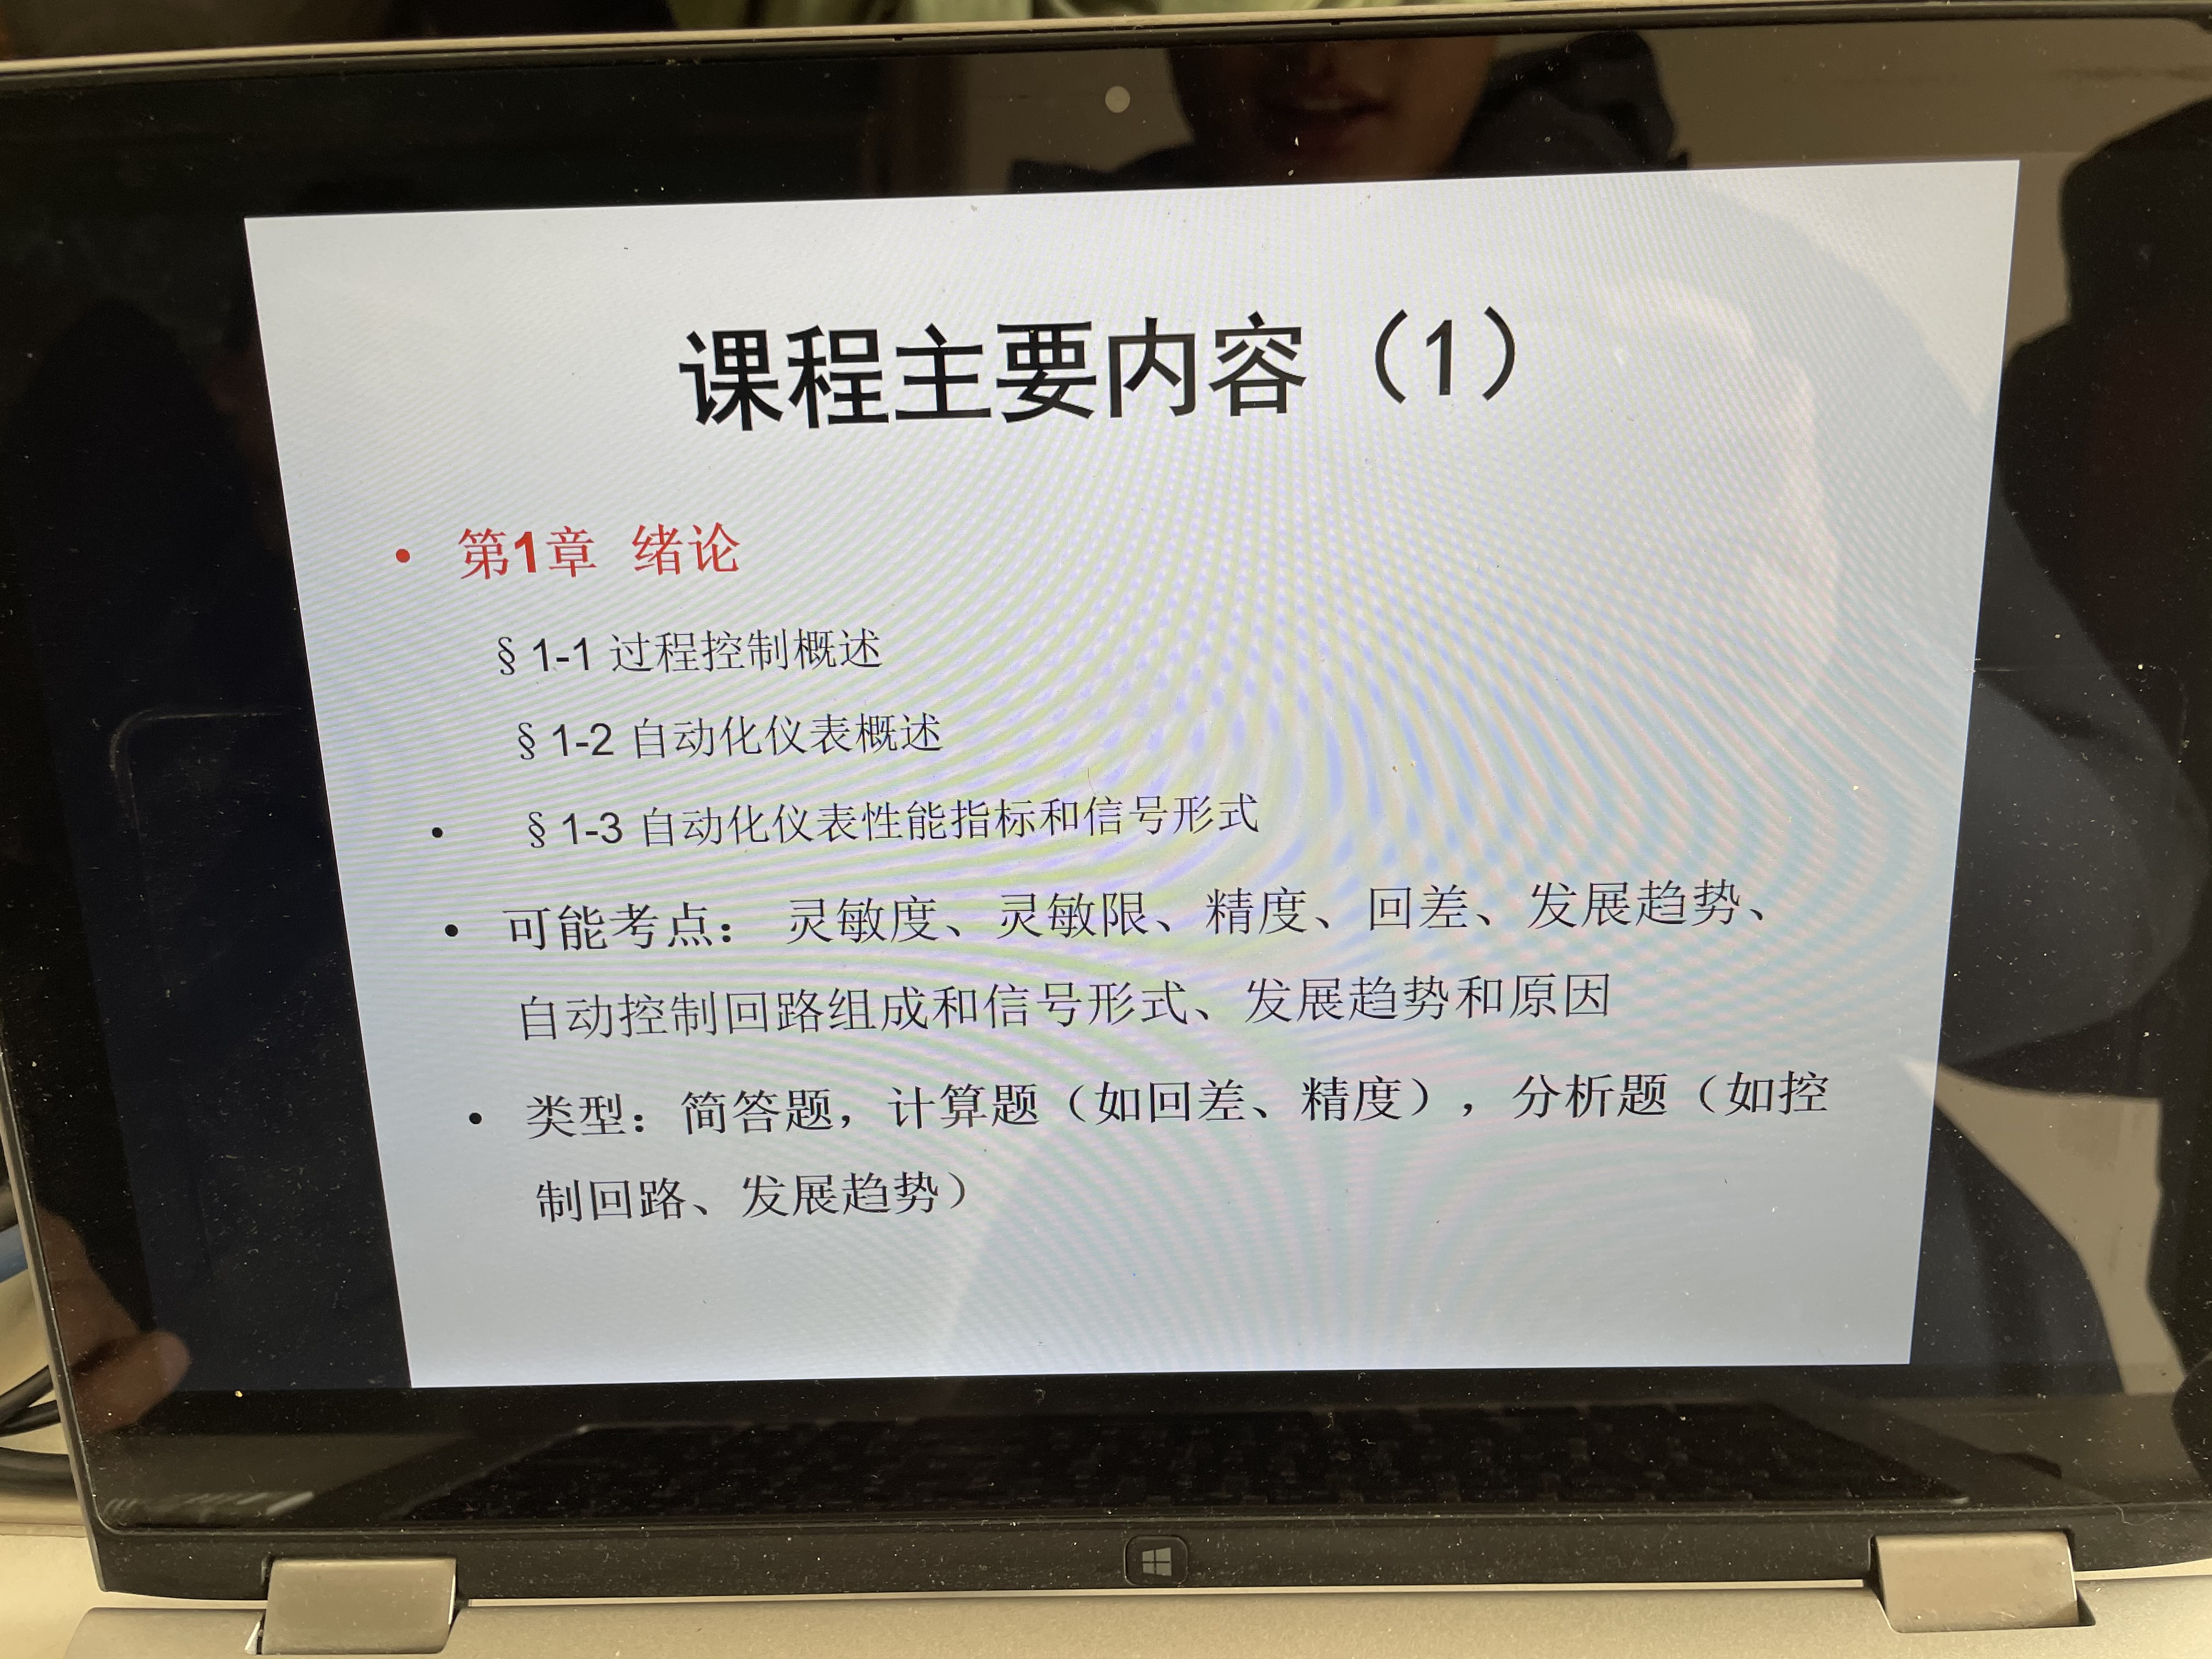 课程主要内容（1）
• 第1章 绪论
§ 1-1 过程控制概述
§ 1-2 自动化仪表概述
• § 1-3 自动化仪表性能指标和信号形式
• 可能考点： 灵敏度、灵敏限、精度、回差、发展趋势、
自动控制回路组成和信号形式、发展趋势和原因
• 类型：简答题，计算题（如回差、精度），分析题（如控
制回路、发展趋势）